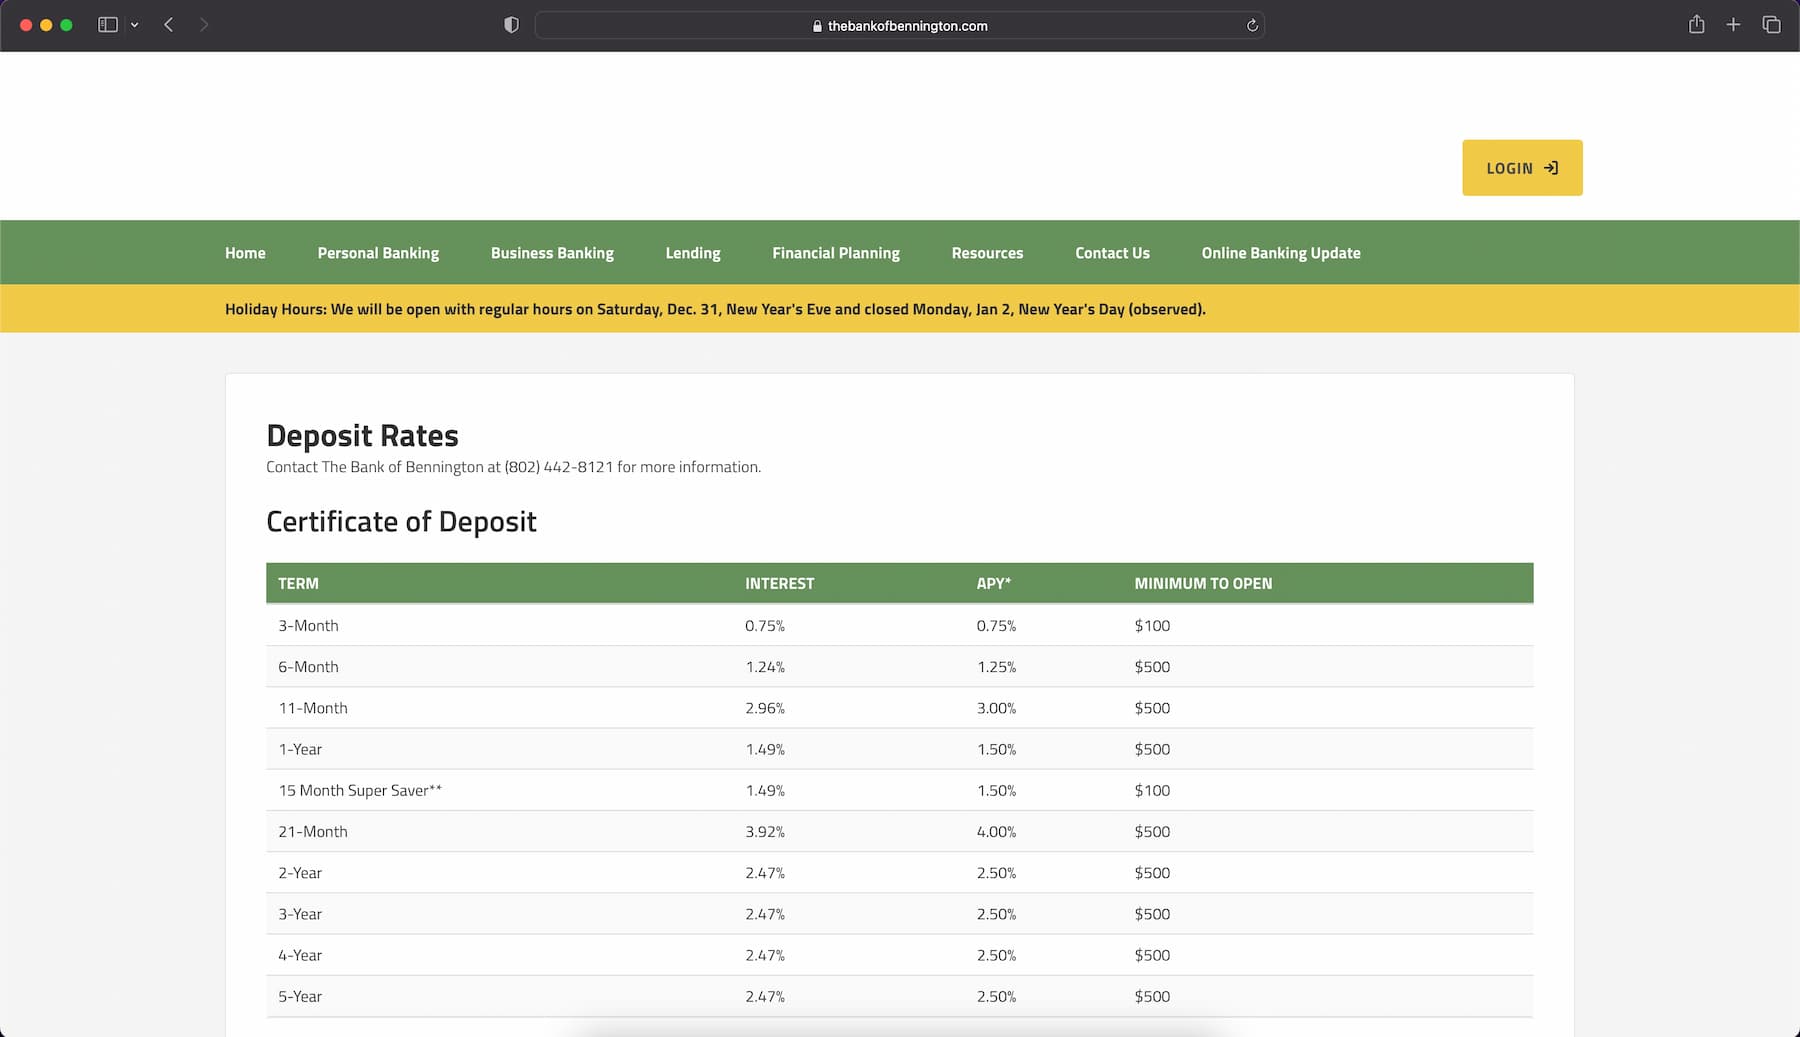 thebankofbennington.com
LOGIN
Home Personal Banking Business Banking Lending Financial Planning Resources Contact Us Online Banking Update
Holiday Hours: We will be open with regular hours on Saturday, Dec. 31, New Year's Eve and closed Monday, Jan 2, New Year's Day (observed).
Deposit Rates
Contact The Bank of Bennington at (802) 442-8121 for more information.
Certificate of Deposit
TERM INTEREST APY* MINIMUM TO OPEN
3-Month 0.75% 0.75% $100
6-Month 1.24% 1.25% $500
11-Month 2.96% 3.00% $500
1-Year 1.49% 1.50% $500
15 Month Super Saver** 1.49% 1.50% $100
21-Month 3.92% 4.00% $500
2-Year 2.47% 2.50% $500
3-Year 2.47% 2.50% $500
4-Year 2.47% 2.50% $500
5-Year 2.47% 2.50% $500